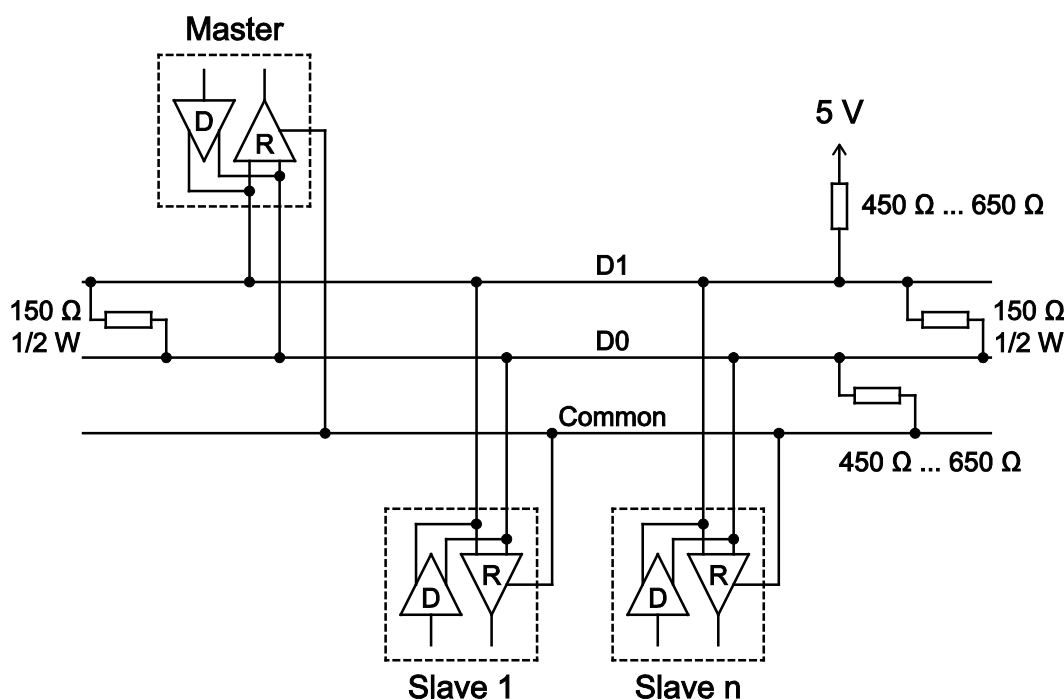 Master
D
R
5 V
450 Ω ... 650 Ω
D1
150 Ω
1/2 W
150 Ω
1/2 W
D0
Common
450 Ω ... 650 Ω
D
R
D
R
Slave 1
Slave n